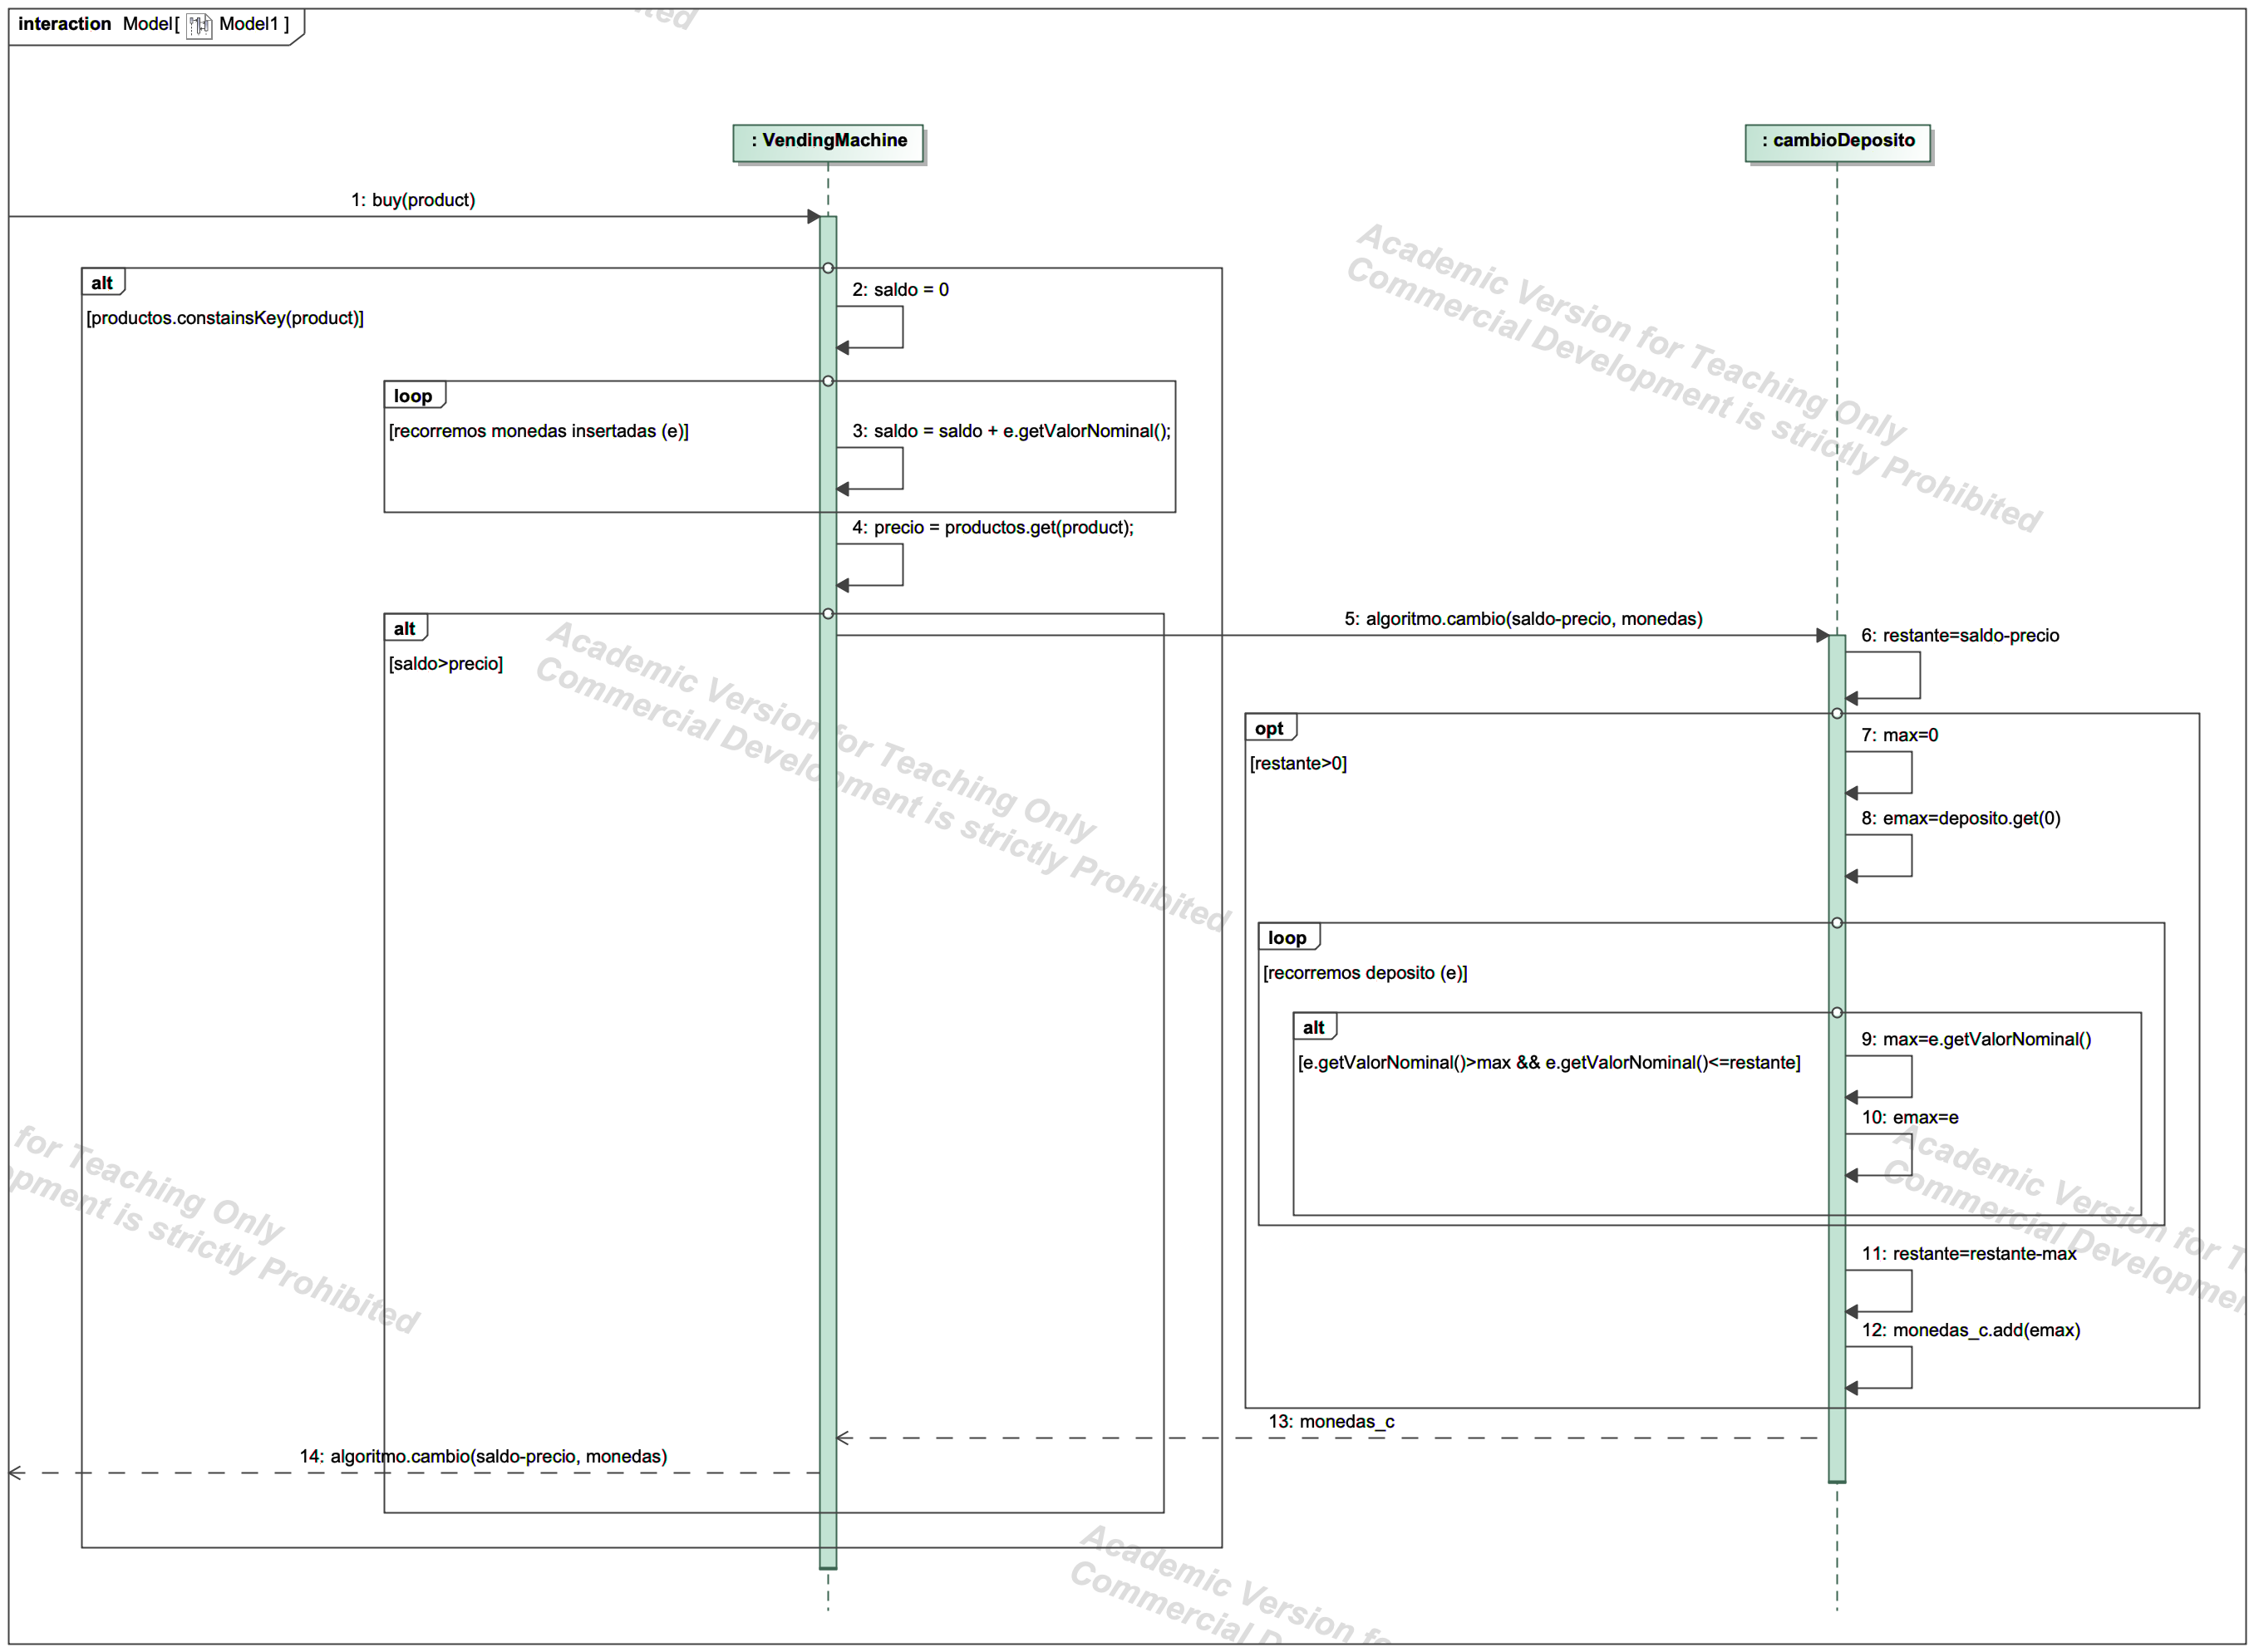 interaction Model[ Model1 ]
: VendingMachine
: cambioDeposito
1: buy(product)
alt
[productos.constainsKey(product)]
2: saldo = 0
loop
[recorremos monedas insertadas (e)]
3: saldo = saldo + e.getValorNominal();
4: precio = productos.get(product);
alt
[saldo>precio]
5: algoritmo.cambio(saldo-precio, monedas)
6: restante=saldo-precio
opt
[restante>0]
7: max=0
8: emax=deposito.get(0)
loop
[recorremos deposito (e)]
alt
[e.getValorNominal()>max && e.getValorNominal()<=restante]
9: max=e.getValorNominal()
10: emax=e
11: restante=restante-max
12: monedas_c.add(emax)
13: monedas_c
14: algoritmo.cambio(saldo-precio, monedas)
Academic Version for Teaching Only
Commercial Development is strictly Prohibited
Academic Version for Teaching Only
Commercial Development is strictly Prohibited
for Teaching Only
is strictly Prohibited
Academic Version for
Commercial Development
Academic Version for
Commercial